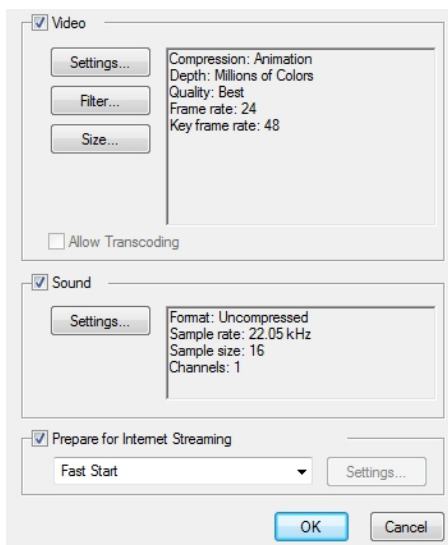 Video
Settings...
Compression: Animation
Depth: Millions of Colors
Quality: Best
Frame rate: 24
Key frame rate: 48
Filter...
Size...
Allow Transcoding
Sound
Settings...
Format: Uncompressed
Sample rate: 22.05 kHz
Sample size: 16
Channels: 1
Prepare for Internet Streaming
Fast Start
Settings...
OK
Cancel